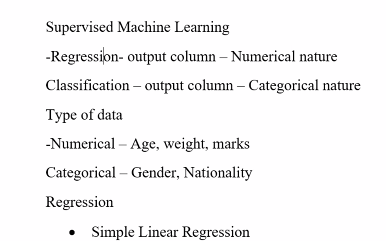 Supervised Machine Learning
-Regression- output column – Numerical nature
Classification – output column – Categorical nature
Type of data
-Numerical – Age, weight, marks
Categorical – Gender, Nationality
Regression
• Simple Linear Regression